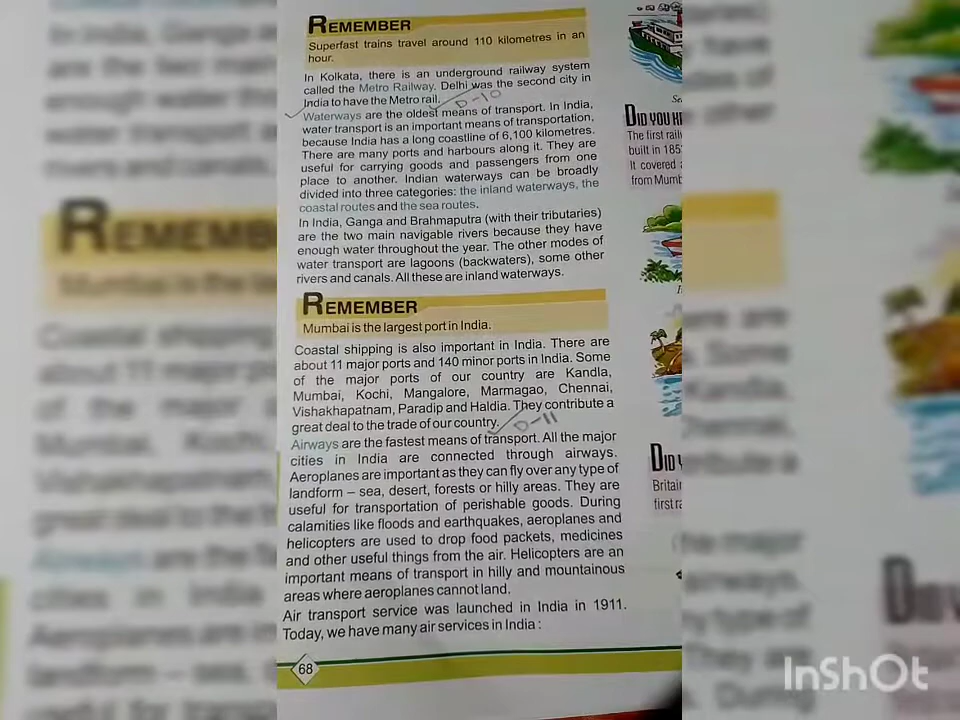 REMEMBER
Superfast trains travel around 110 kilometres in an
hour.
In Kolkata, there is an underground railway system
called the Metro Railway. Delhi was the second city in
India to have the Metro rail.
D-10
Waterways are the oldest means of transport. In India,
water transport is an important means of transportation,
because India has a long coastline of 6,100 kilometres.
There are many ports and harbours along it. They are
useful for carrying goods and passengers from one
place to another. Indian waterways can be broadly
divided into three categories: the inland waterways, the
coastal routes and the sea routes.
In India, Ganga and Brahmaputra (with their tributaries)
are the two main navigable rivers because they have
enough water throughout the year. The other modes of
water transport are lagoons (backwaters), some other
rivers and canals. All these are inland waterways.
REMEMBER
Mumbai is the largest port in India.
Coastal shipping is also important in India. There are
about 11 major ports and 140 minor ports in India. Some
of the major ports of our country are Kandla,
Mumbai, Kochi, Mangalore, Marmagao, Chennai,
Vishakhapatnam, Paradip and Haldia. They contribute a
great deal to the trade of our country.
D-11
Airways are the fastest means of transport. All the major
cities in India are connected through airways.
Aeroplanes are important as they can fly over any type of
landform – sea, desert, forests or hilly areas. They are
useful for transportation of perishable goods. During
calamities like floods and earthquakes, aeroplanes and
helicopters are used to drop food packets, medicines
and other useful things from the air. Helicopters are an
important means of transport in hilly and mountainous
areas where aeroplanes cannot land.
Air transport service was launched in India in 1911.
Today, we have many air services in India :
68
DID YOU
The first
built in 185
It covered
from
DID
Britain
first
InShOt